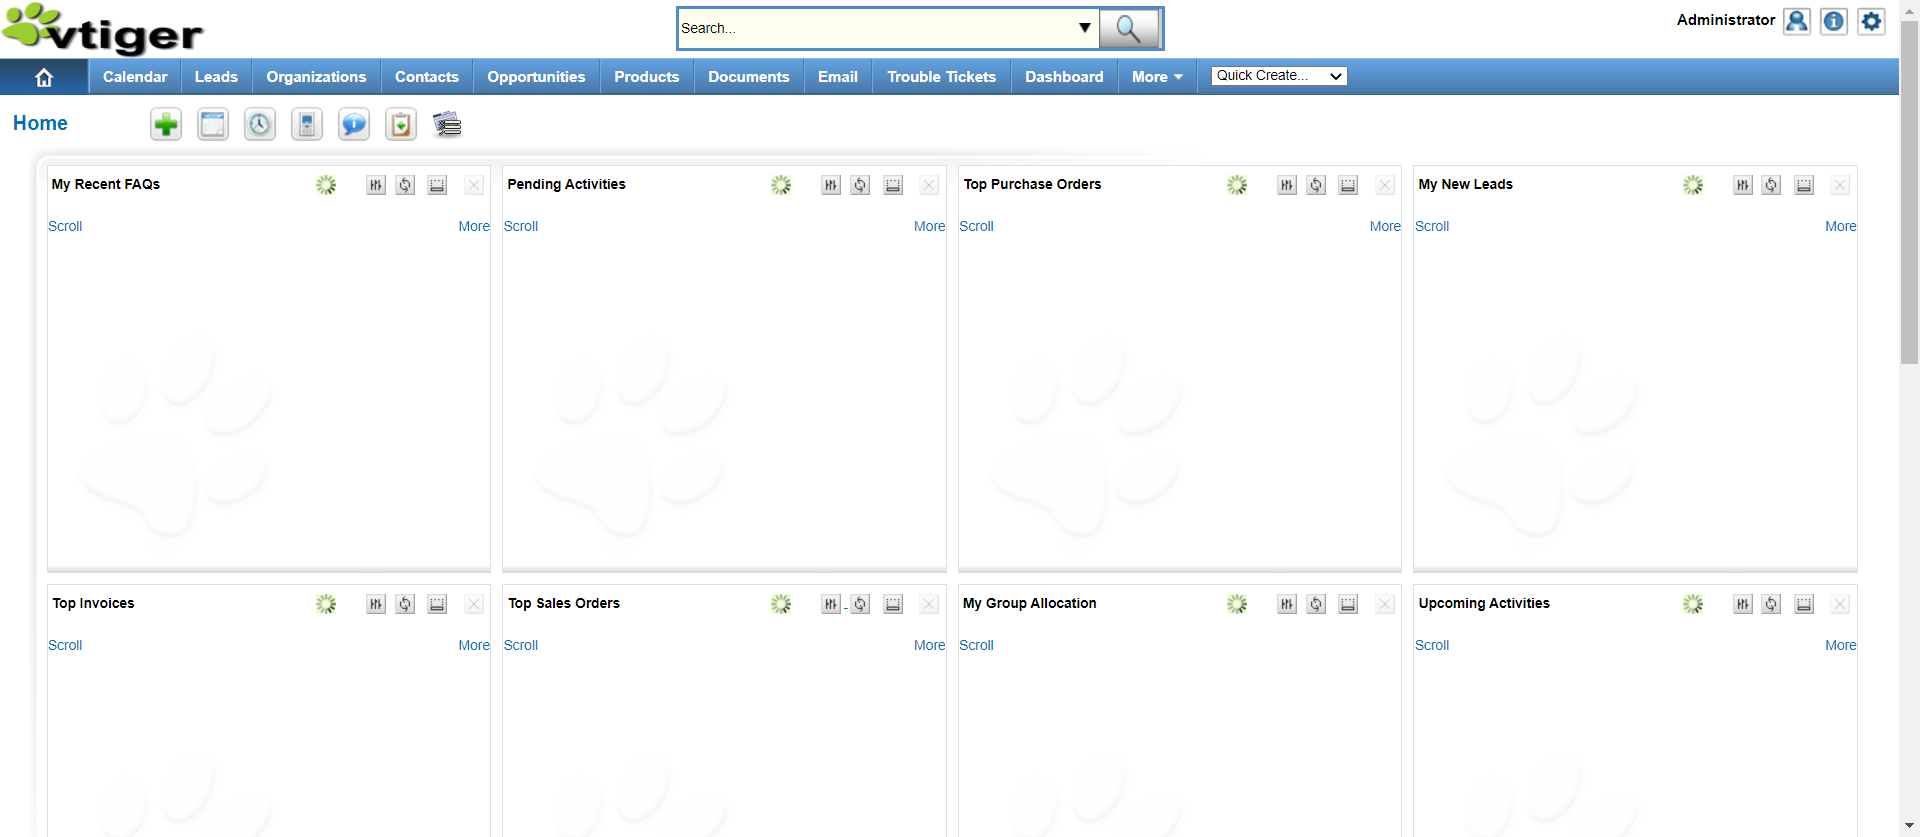 vtiger
Search...
Administrator
Calendar Leads Organizations Contacts Opportunities Products Documents Email Trouble Tickets Dashboard More Quick Create...
Home
My Recent FAQs Pending Activities Top Purchase Orders My New Leads
Scroll More Scroll More Scroll More Scroll More
Top Invoices Top Sales Orders My Group Allocation Upcoming Activities
Scroll More Scroll More Scroll Scroll More